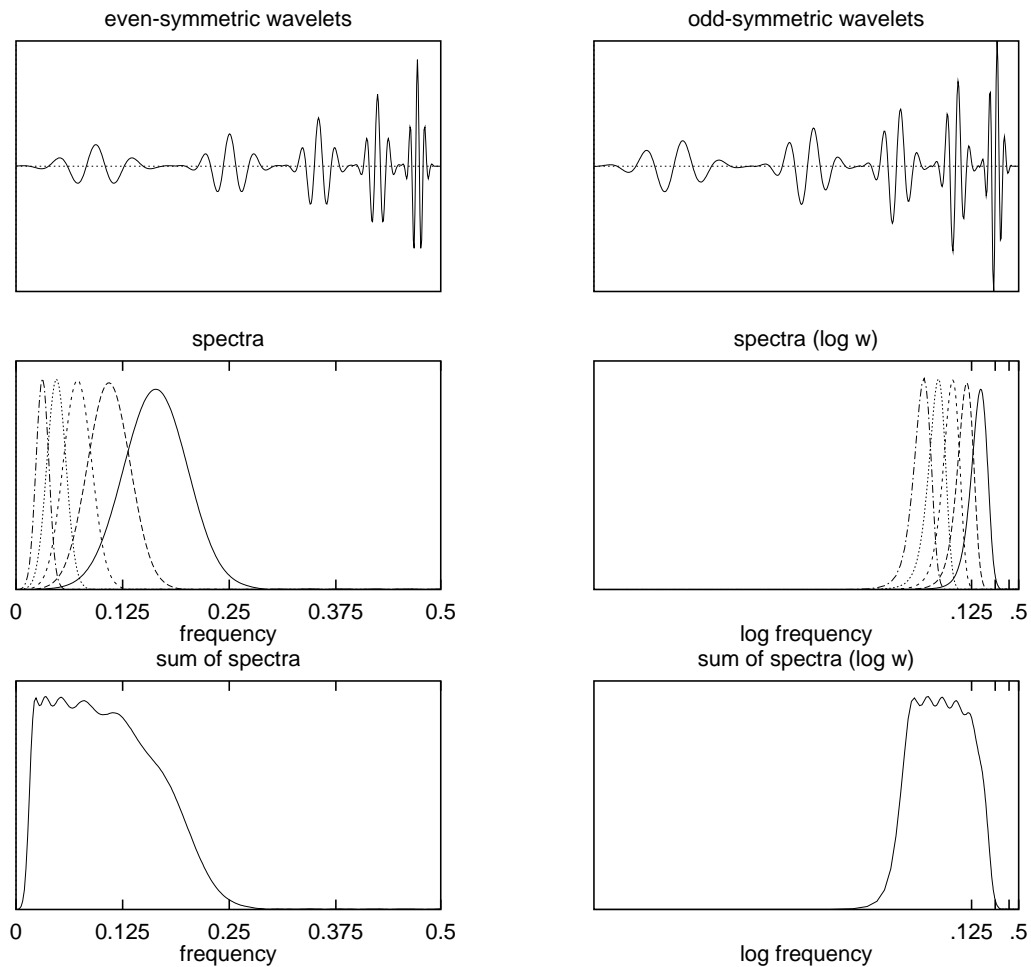 even-symmetric wavelets
odd-symmetric wavelets
spectra
spectra (log w)
0 0.125 0.25 0.375 0.5
.125 .5
frequency
log frequency
sum of spectra
sum of spectra (log w)
0 0.125 0.25 0.375 0.5
.125 .5
frequency
log frequency